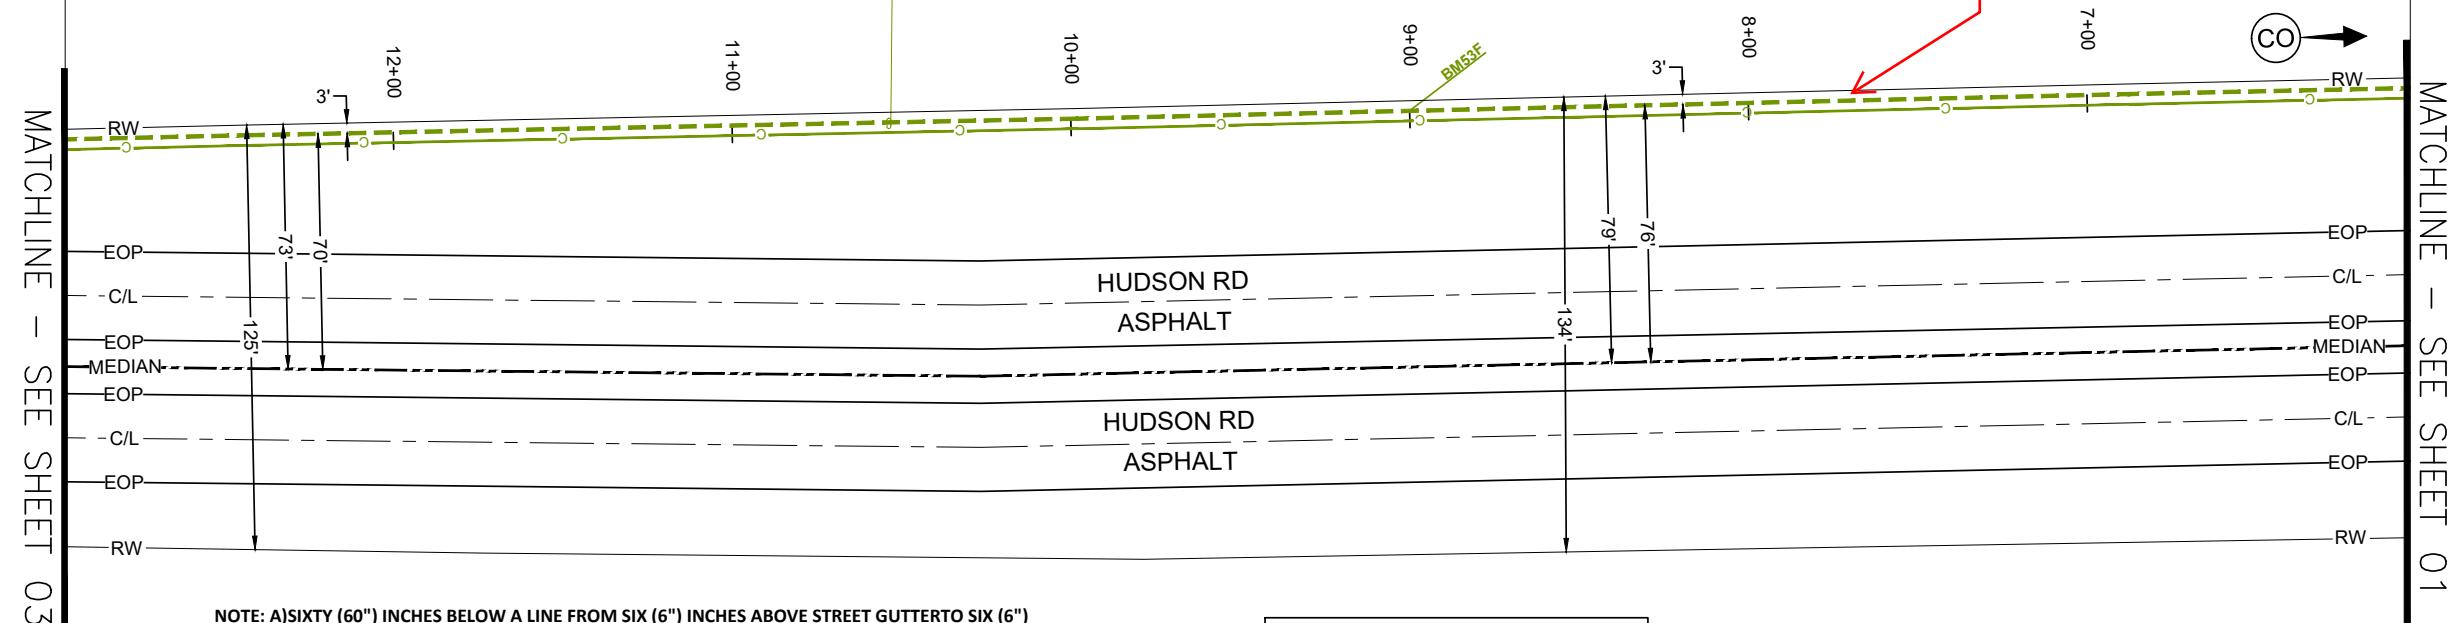 12+00
11+00
10+00
9+00
8+00
7+00
CO
BM53F
3'
3'
RW
RW
C C C C C C C C C C
C
MATCHLINE - SEE SHEET 03
MATCHLINE - SEE SHEET 01
73'
70'
125'
79'
76'
134'
EOP
EOP
HUDSON RD
C/L
C/L
ASPHALT
EOP
EOP
MEDIAN
MEDIAN
EOP
EOP
HUDSON RD
C/L
C/L
ASPHALT
EOP
EOP
RW
RW
NOTE: A)SIXTY (60") INCHES BELOW A LINE FROM SIX (6") INCHES ABOVE STREET GUTTERTO SIX (6")